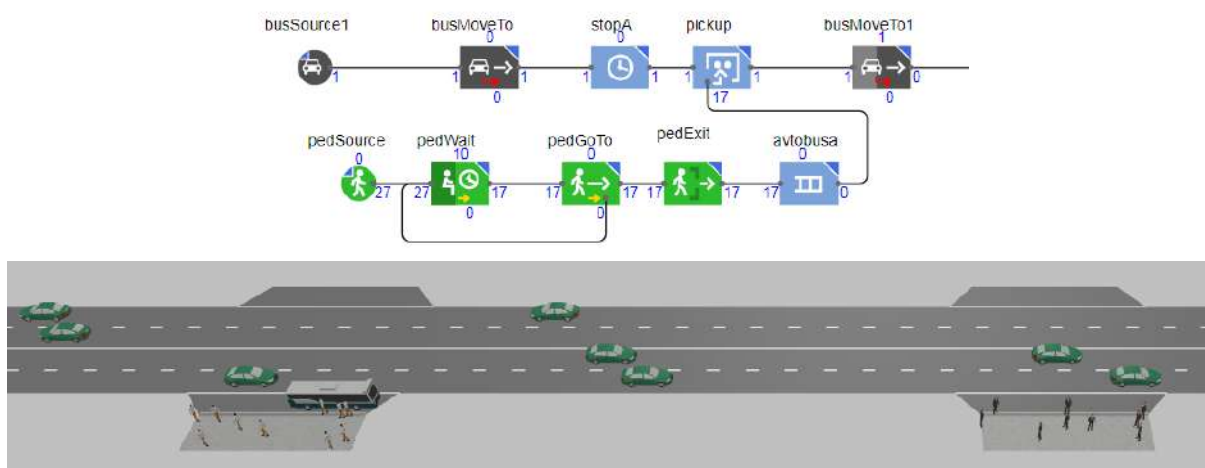 busSource1 busMoveTo stopA pickup busMoveTo1
0 0 1
1 1 1 1 1 1 1 1 0
0 17 0
pedSource pedWait pedGoTo pedExit avtobusa
0 10 0 0
27 27 17 17 17 17 17 17 0
0 0